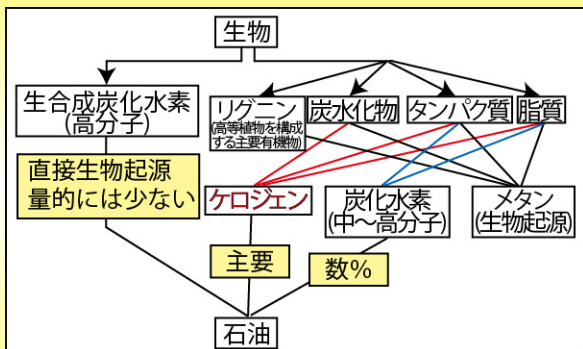 生物
生合成炭化水素
(高分子)
リグニン
(高等植物を構成
する主要有機物)
炭水化物
タンパク質
脂質
直接生物起源
量的には少ない
ケロジェン
炭化水素
(中〜高分子)
メタン
(生物起源)
主要
数%
石油